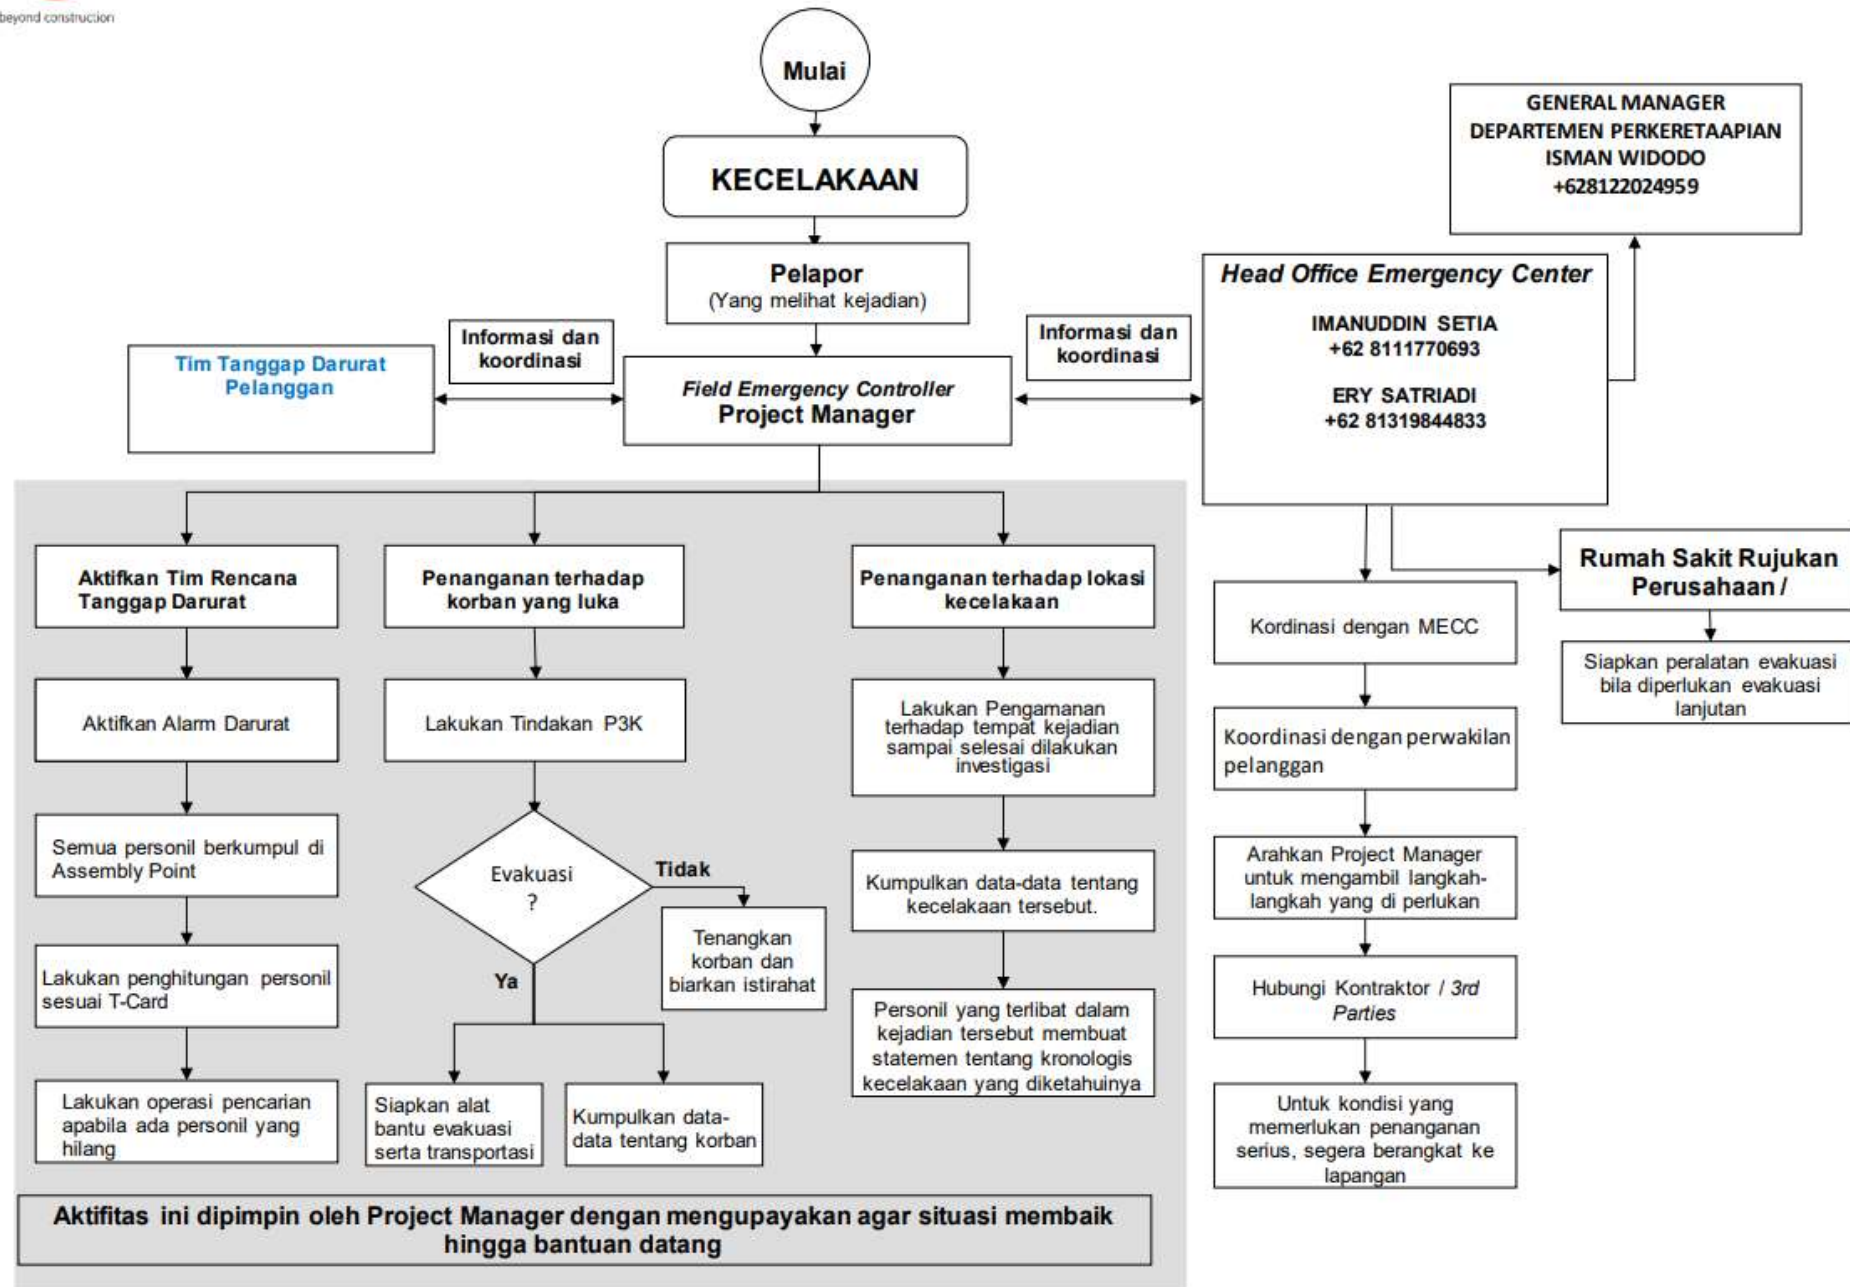 beyond construction
Mulai
KECELAKAAN
Pelapor
(Yang melihat kejadian)
GENERAL MANAGER
DEPARTEMEN PERKERETAAPIAN
ISMAN WIDODO
+628122024959
Tim Tanggap Darurat
Pelanggan
Informasi dan
koordinasi
Field Emergency Controller
Project Manager
Informasi dan
koordinasi
Head Office Emergency Center
IMANUDDIN SETIA
+62 8111770693
ERY SATRIADI
+62 81319844833
Aktifkan Tim Rencana
Tanggap Darurat
Aktifkan Alarm Darurat
Semua personil berkumpul di
Assembly Point
Lakukan penghitungan personil
sesuai T-Card
Lakukan operasi pencarian
apabila ada personil yang
hilang
Penanganan terhadap
korban yang luka
Lakukan Tindakan P3K
Evakuasi
?
Tidak
Tenangkan
korban dan
biarkan istirahat
Ya
Siapkan alat
bantu evakuasi
serta transportasi
Kumpulkan data-
data tentang korban
Penanganan terhadap lokasi
kecelakaan
Lakukan Pengamanan
terhadap tempat kejadian
sampai selesai dilakukan
investigasi
Kumpulkan data-data tentang
kecelakaan tersebut.
Personil yang terlibat dalam
kejadian tersebut membuat
statemen tentang kronologis
kecelakaan yang diketahuinya
Kordinasi dengan MECC
Koordinasi dengan perwakilan
pelanggan
Arahkan Project Manager
untuk mengambil langkah-
langkah yang di perlukan
Hubungi Kontraktor / 3rd
Parties
Untuk kondisi yang
memerlukan penanganan
serius, segera berangkat ke
lapangan
Rumah Sakit Rujukan
Perusahaan /
Siapkan peralatan evakuasi
bila diperlukan evakuasi
lanjutan
Aktifitas ini dipimpin oleh Project Manager dengan mengupayakan agar situasi membaik
hingga bantuan datang